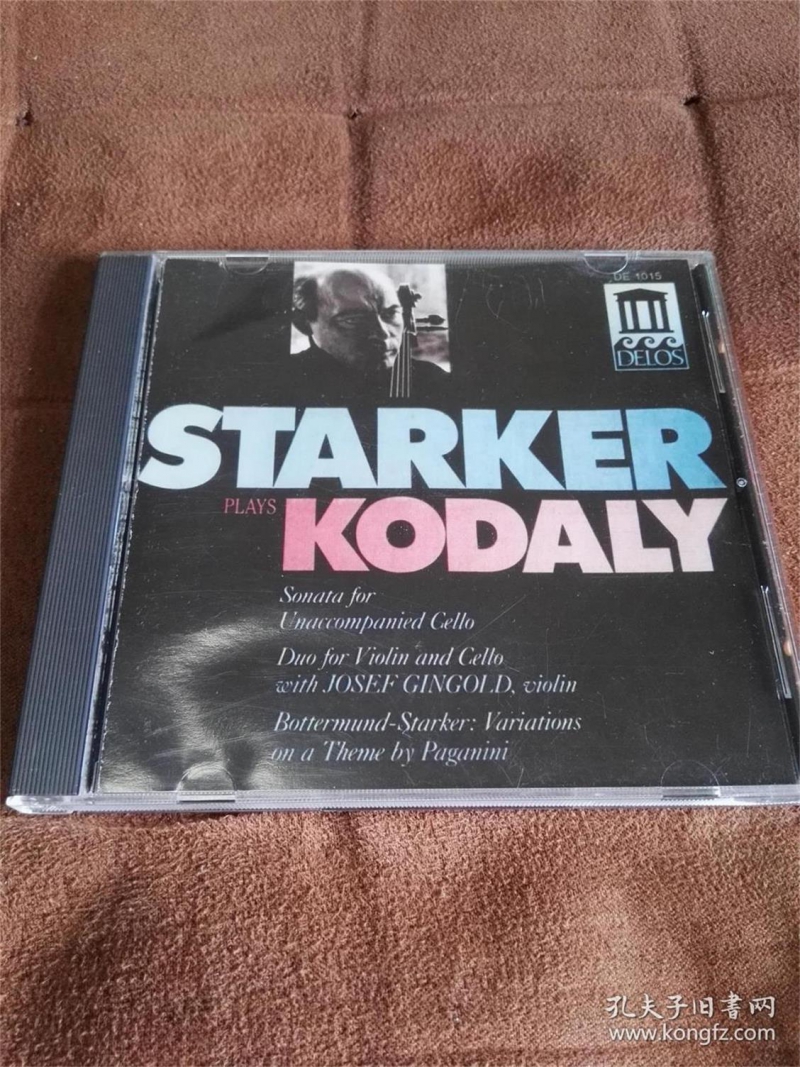 DE 1015
DELOS
STARKER
PLAYS KODALY
Sonata for
Unaccompanied Cello
Duo for Violin and Cello
with JOSEF GINGOLD, violin
Bottermund-Starker: Variations
on a Theme by Paganini
孔夫子旧書网
www.kongfz.com